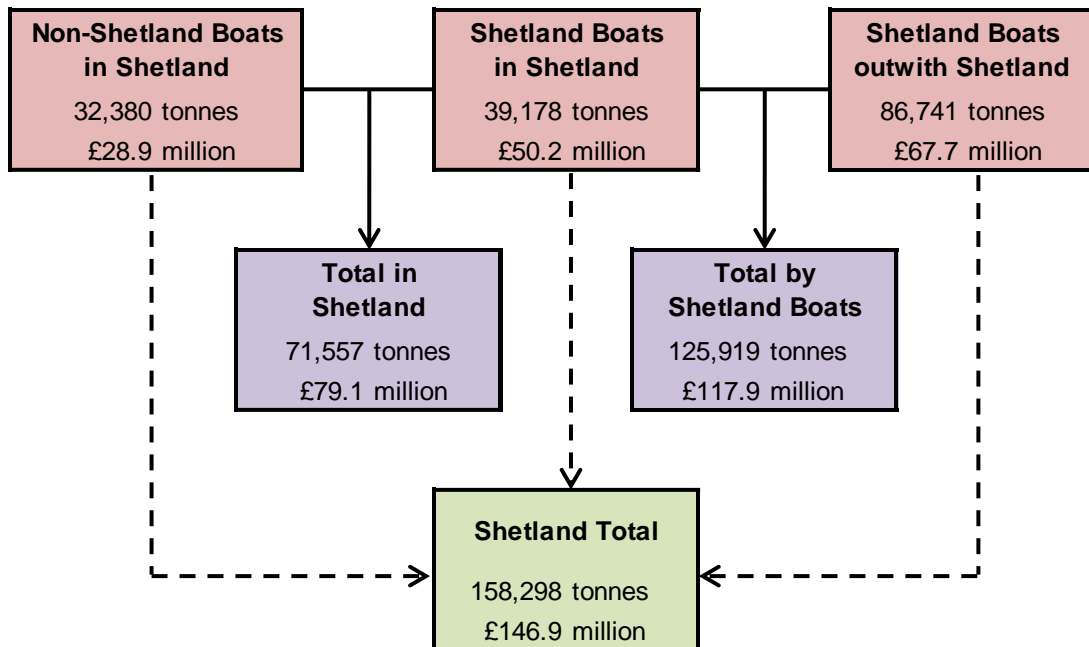 Non-Shetland Boats
in Shetland
32,380 tonnes
£28.9 million
Shetland Boats
in Shetland
39,178 tonnes
£50.2 million
Shetland Boats
outwith Shetland
86,741 tonnes
£67.7 million
Total in
Shetland
71,557 tonnes
£79.1 million
Total by
Shetland Boats
125,919 tonnes
£117.9 million
Shetland Total
158,298 tonnes
£146.9 million